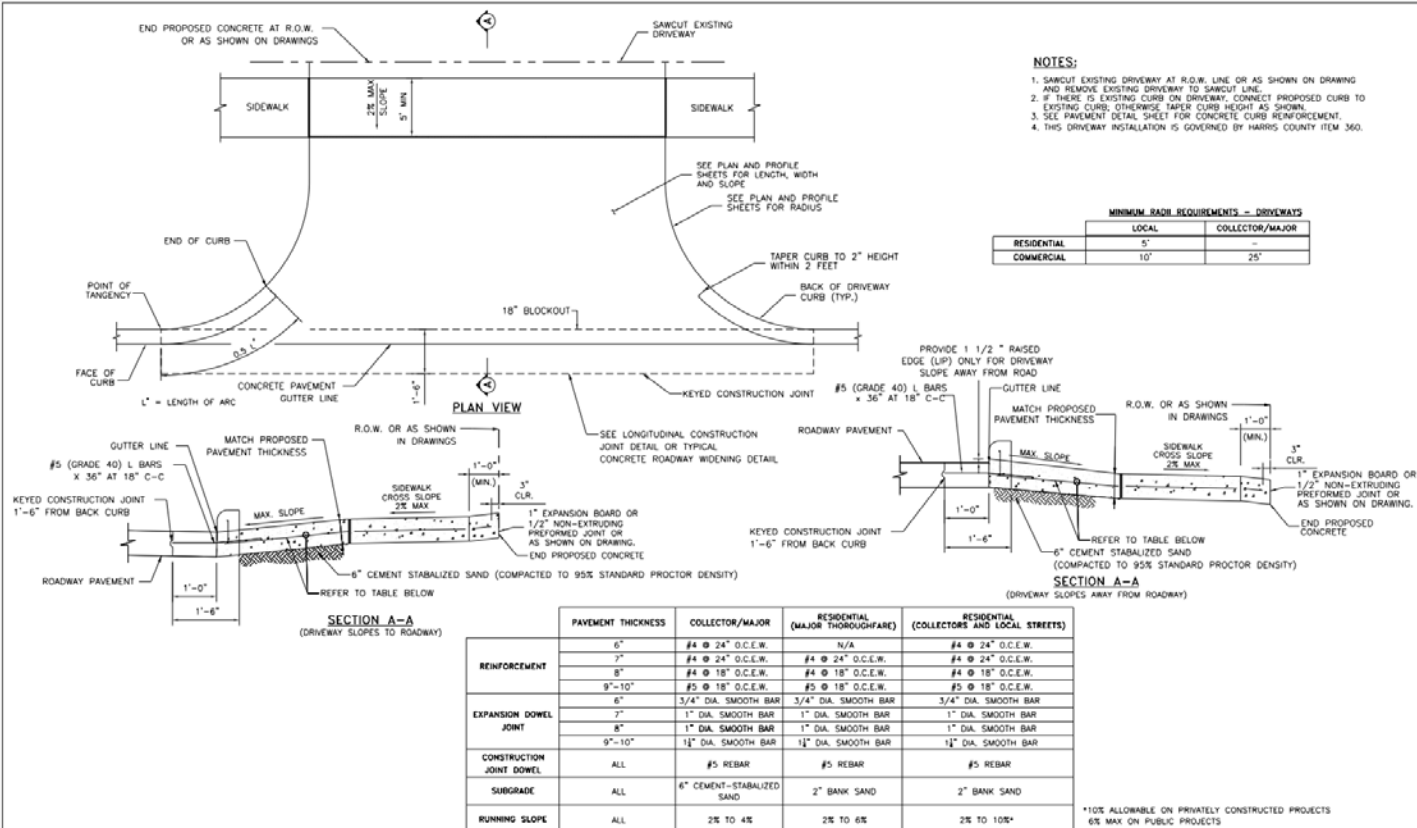 END PROPOSED CONCRETE AT R.O.W.
OR AS SHOWN ON DRAWINGS
A
SAWCUT EXISTING
DRIVEWAY
SIDEWALK
2% MAX
SLOPE
5' MIN
SIDEWALK
SEE PLAN AND PROFILE
SHEETS FOR LENGTH, WIDTH
AND SLOPE
SEE PLAN AND PROFILE
SHEETS FOR RADIUS
END OF CURB
TAPER CURB TO 2" HEIGHT
WITHIN 2 FEET
POINT OF
TANGENCY
BACK OF DRIVEWAY
CURB (TYP.)
18" BLOCKOUT
0.5 L"
FACE OF
CURB
CONCRETE PAVEMENT
GUTTER LINE
1'-6"
A
KEYED CONSTRUCTION JOINT
L" = LENGTH OF ARC
PLAN VIEW
SEE LONGITUDINAL CONSTRUCTION
JOINT DETAIL OR TYPICAL
CONCRETE ROADWAY WIDENING DETAIL
NOTES:
1. SAWCUT EXISTING DRIVEWAY AT R.O.W. LINE OR AS SHOWN ON DRAWING
AND REMOVE EXISTING DRIVEWAY TO SAWCUT LINE.
2. IF THERE IS EXISTING CURB ON DRIVEWAY, CONNECT PROPOSED CURB TO
EXISTING CURB; OTHERWISE TAPER CURB HEIGHT AS SHOWN.
3. SEE PAVEMENT DETAIL SHEET FOR CONCRETE CURB REINFORCEMENT.
4. THIS DRIVEWAY INSTALLATION IS GOVERNED BY HARRIS COUNTY ITEM 360.
MINIMUM RADII REQUIREMENTS - DRIVEWAYS
LOCAL COLLECTOR/MAJOR
RESIDENTIAL 5' -
COMMERCIAL 10' 25'
GUTTER LINE
MATCH PROPOSED
PAVEMENT THICKNESS
R.O.W. OR AS SHOWN
IN DRAWINGS
#5 (GRADE 40) L BARS
x 36" AT 18" C-C
1'-0"
(MIN.)
3"
CLR.
KEYED CONSTRUCTION JOINT
1'-6" FROM BACK CURB
MAX. SLOPE
SIDEWALK
CROSS SLOPE
2% MAX
1" EXPANSION BOARD OR
1/2" NON-EXTRUDING
PREFORMED JOINT OR
AS SHOWN ON DRAWING.
END PROPOSED CONCRETE
ROADWAY PAVEMENT
6" CEMENT STABALIZED SAND (COMPACTED TO 95% STANDARD PROCTOR DENSITY)
REFER TO TABLE BELOW
1'-0"
1'-6"
SECTION A-A
(DRIVEWAY SLOPES TO ROADWAY)
PROVIDE 1 1/2 " RAISED
EDGE (LIP) ONLY FOR DRIVEWAY
SLOPE AWAY FROM ROAD
#5 (GRADE 40) L BARS
x 36" AT 18" C-C
GUTTER LINE
MATCH PROPOSED
PAVEMENT THICKNESS
R.O.W. OR AS SHOWN
IN DRAWINGS
1'-0"
(MIN.)
3"
CLR.
ROADWAY PAVEMENT
MAX. SLOPE
SIDEWALK
CROSS SLOPE
2% MAX
1" EXPANSION BOARD OR
1/2" NON-EXTRUDING
PREFORMED JOINT OR
AS SHOWN ON DRAWING.
END PROPOSED
CONCRETE
KEYED CONSTRUCTION JOINT
1'-6" FROM BACK CURB
1'-0"
1'-6"
REFER TO TABLE BELOW
6" CEMENT STABALIZED SAND
(COMPACTED TO 95% STANDARD PROCTOR DENSITY)
SECTION A-A
(DRIVEWAY SLOPES AWAY FROM ROADWAY)
PAVEMENT THICKNESS COLLECTOR/MAJOR RESIDENTIAL (MAJOR THOROUGHFARE) RESIDENTIAL (COLLECTORS AND LOCAL STREETS)
REINFORCEMENT
6" #4 @ 24" O.C.E.W. N/A #4 @ 24" O.C.E.W.
7" #4 @ 24" O.C.E.W. #4 @ 24" O.C.E.W. #4 @ 24" O.C.E.W.
8" #4 @ 18" O.C.E.W. #4 @ 18" O.C.E.W. #4 @ 18" O.C.E.W.
9"-10" #5 @ 18" O.C.E.W. #5 @ 18" O.C.E.W. #5 @ 18" O.C.E.W.
EXPANSION DOWEL
JOINT
6" 3/4" DIA. SMOOTH BAR 3/4" DIA. SMOOTH BAR 3/4" DIA. SMOOTH BAR
7" 1" DIA. SMOOTH BAR 1" DIA. SMOOTH BAR 1" DIA. SMOOTH BAR
8" 1" DIA. SMOOTH BAR 1" DIA. SMOOTH BAR 1" DIA. SMOOTH BAR
9"-10" 1¼" DIA. SMOOTH BAR 1¼" DIA. SMOOTH BAR 1¼" DIA. SMOOTH BAR
CONSTRUCTION
JOINT DOWEL
ALL #5 REBAR #5 REBAR #5 REBAR
SUBGRADE ALL 6" CEMENT-STABALIZED SAND 2" BANK SAND 2" BANK SAND
RUNNING SLOPE ALL 2% TO 4% 2% TO 6% 2% TO 10%*
*10% ALLOWABLE ON PRIVATELY CONSTRUCTED PROJECTS
6% MAX ON PUBLIC PROJECTS